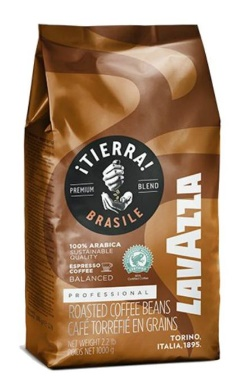 ¡TIERRA!
PREMIUM BLEND
BRASILE
100% ARABICA
SUSTAINABLE
QUALITY
ESPRESSO
COFFEE
BALANCED
PROFESSIONAL
ROASTED COFFEE BEANS
CAFÉ TORRÉFIÉ EN GRAINS
NET WEIGHT 2.2 lb
POIDS NET 1000 g
LAVAZZA
TORINO,
ITALIA, 1895.